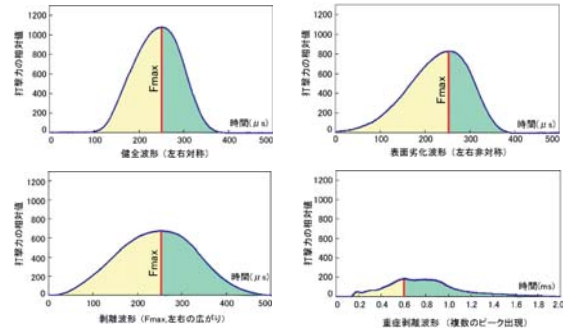 打撃力の相対値
1200
1000
800
600
400
200
0
Fmax
時間(μs)
0 100 200 300 400 500
健全波形 (左右対称)
打撃力の相対値
1200
1000
800
600
400
200
0
Fmax
時間(μs)
0 100 200 300 400 500
表面劣化波形 (左右非対称)
打撃力の相対値
1200
1000
800
600
400
200
0
Fmax
時間(μs)
0 100 200 300 400 500
剥離波形 (Fmax,左右の広がり)
打撃力の相対値
1200
1000
800
600
400
200
0
時間(ms)
0 0.2 0.4 0.6 0.8 1.0 1.2 1.4 1.6 1.8 2.0
重症剥離波形 (複数のピーク出現)